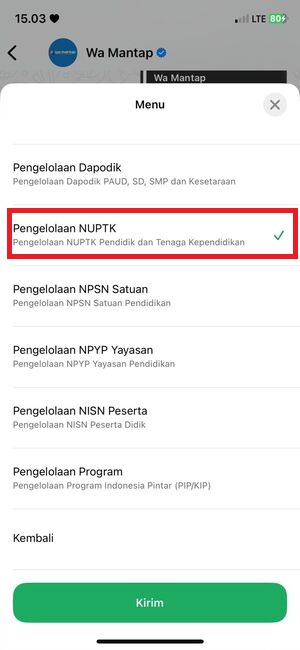 15.03
LTE 80
Wa Mantap
Wa Mantap
Menu
Pengelolaan Dapodik
Pengelolaan Dapodik PAUD, SD, SMP dan Kesetaraan
Pengelolaan NUPTK
Pengelolaan NUPTK Pendidik dan Tenaga Kependidikan
Pengelolaan NPSN Satuan
Pengelolaan NPSN Satuan Pendidikan
Pengelolaan NPYP Yayasan
Pengelolaan NPYP Yayasan Pendidikan
Pengelolaan NISN Peserta
Pengelolaan NISN Peserta Didik
Pengelolaan Program
Pengelolaan Program Indonesia Pintar (PIP/KIP)
Kembali
Kirim